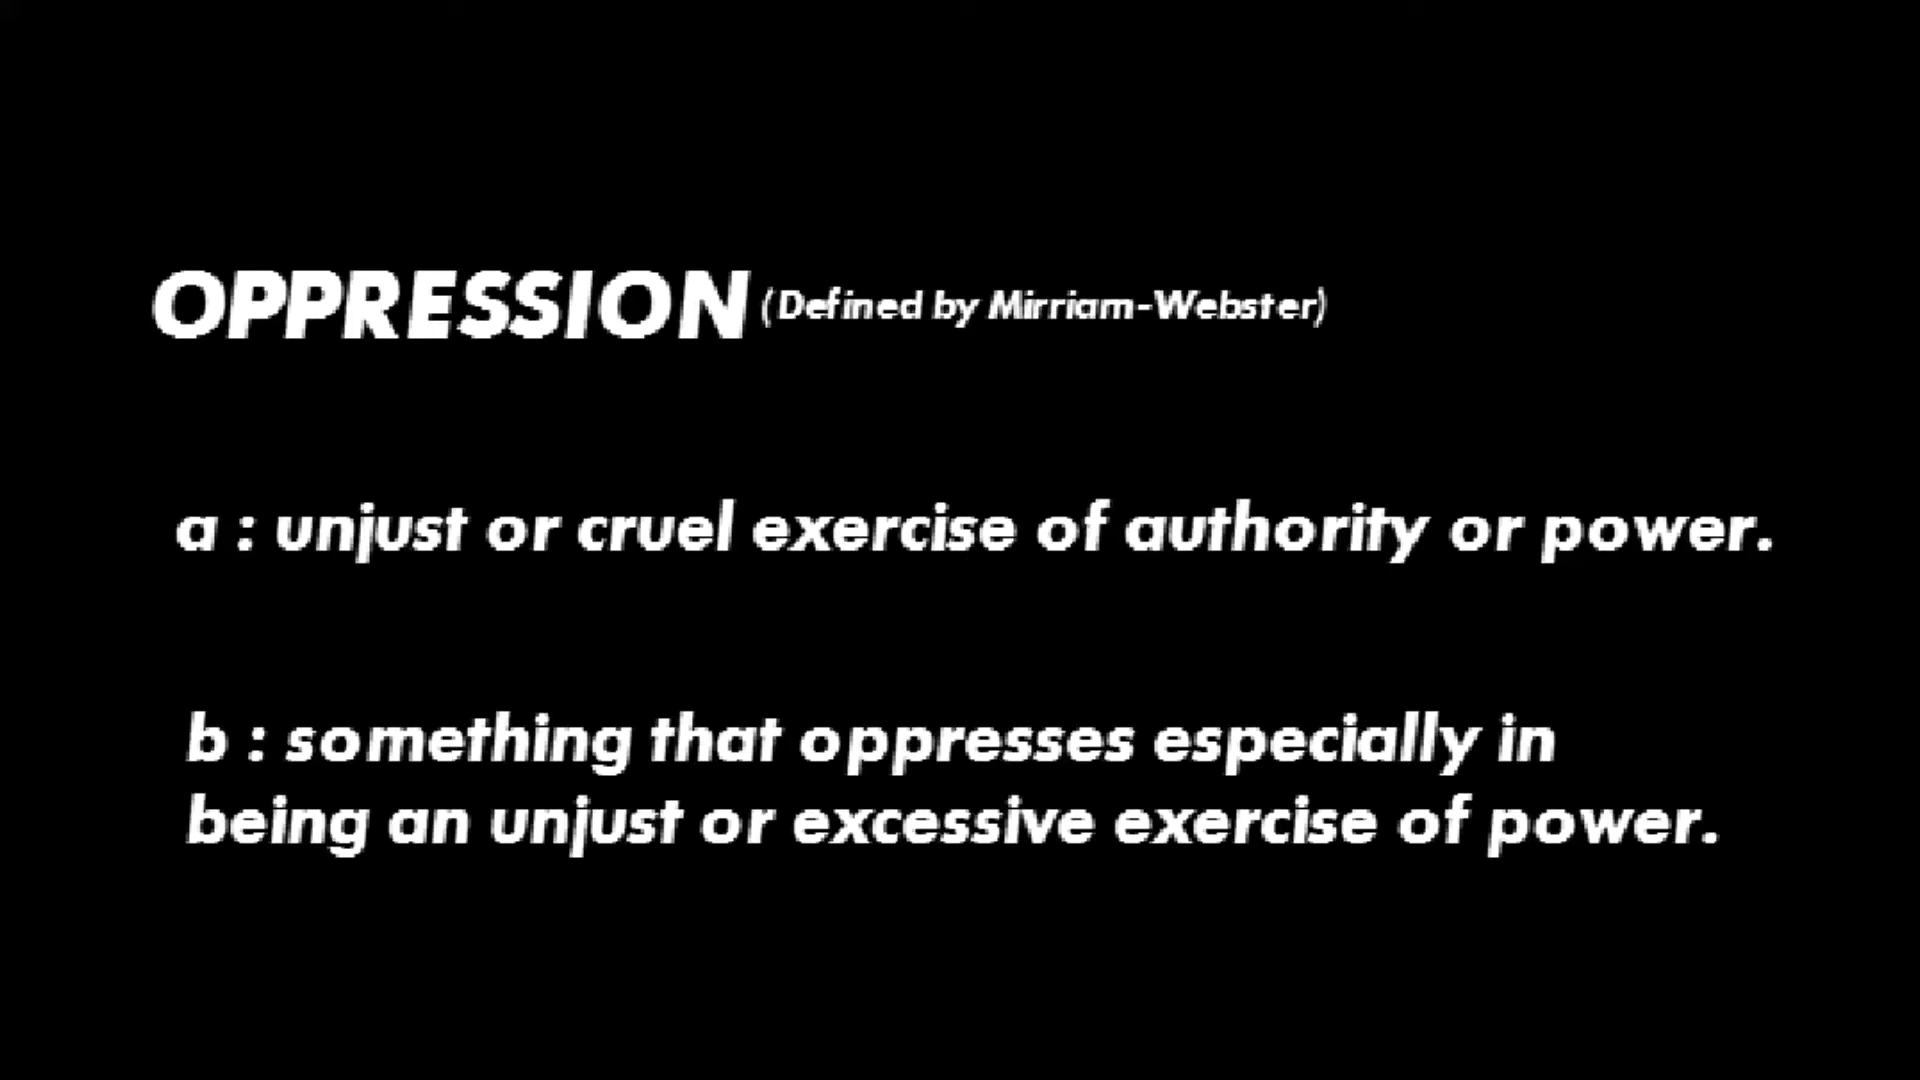 OPPRESSION (Defined by Mirriam-Webster)
a : unjust or cruel exercise of authority or power.
b : something that oppresses especially in
being an unjust or excessive exercise of power.